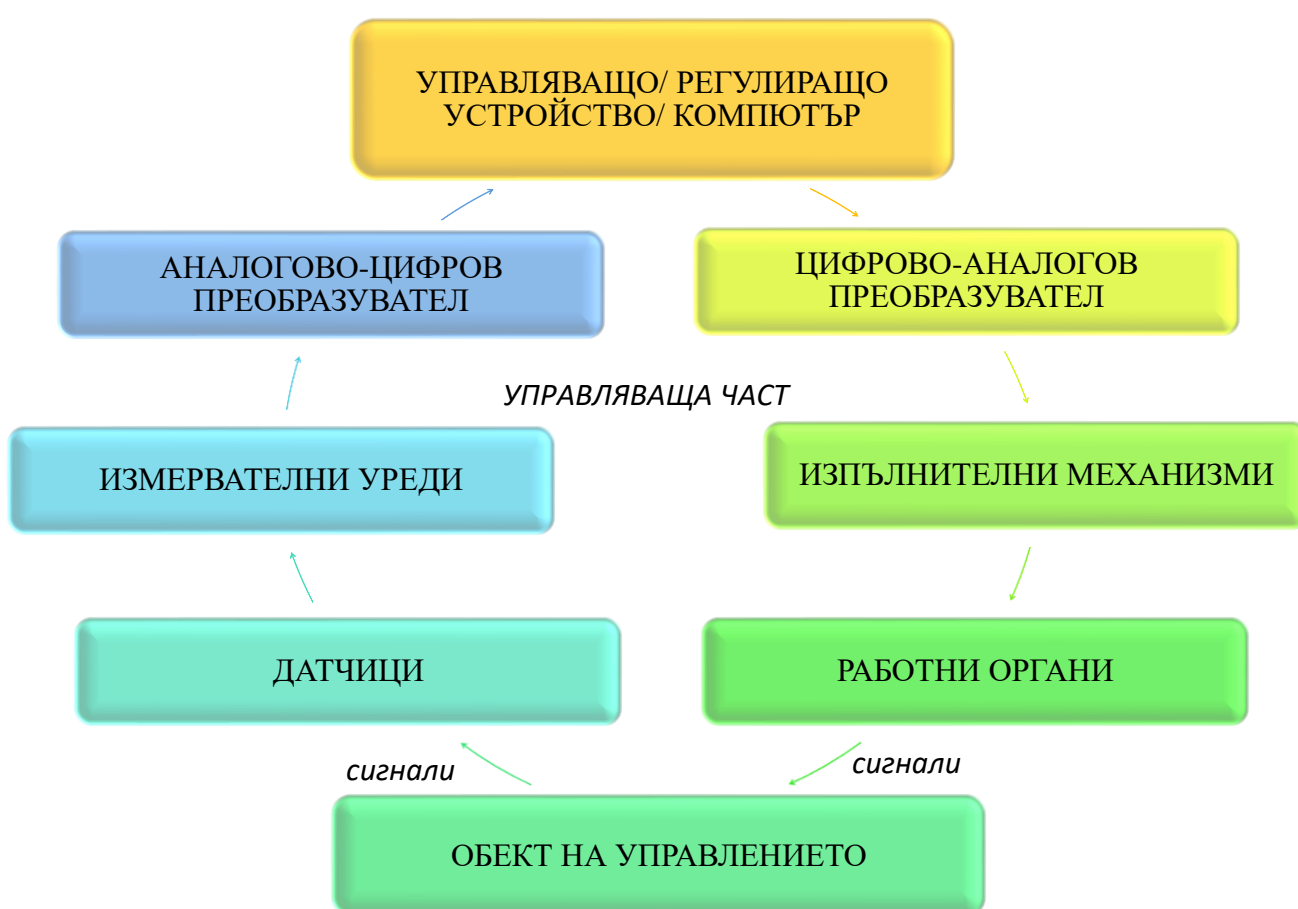 УПРАВЛЯВАЩО/ РЕГУЛИРАЩО
УСТРОЙСТВО/ КОМПЮТЪР
АНАЛОГОВО-ЦИФРОВ
ПРЕОБРАЗУВАТЕЛ
ЦИФРОВО-АНАЛОГОВ
ПРЕОБРАЗУВАТЕЛ
УПРАВЛЯВАЩА ЧАСТ
ИЗМЕРВАТЕЛНИ УРЕДИ
ИЗПЪЛНИТЕЛНИ МЕХАНИЗМИ
ДАТЧИЦИ
РАБОТНИ ОРГАНИ
сигнали
сигнали
ОБЕКТ НА УПРАВЛЕНИЕТО